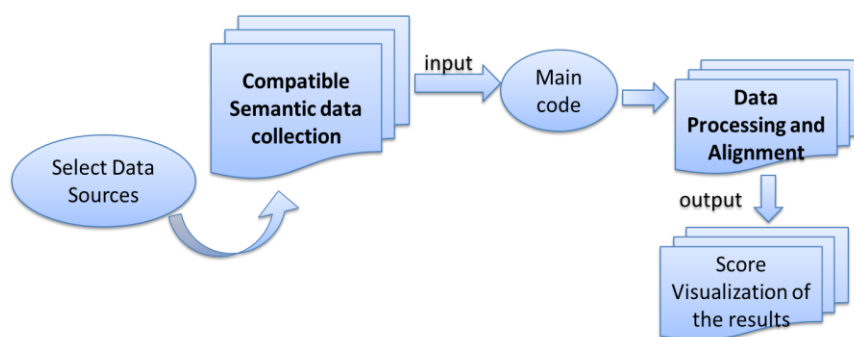 Select Data
Sources
Compatible
Semantic data
collection
input
Main
code
Data
Processing and
Alignment
output
Score
Visualization of
the results